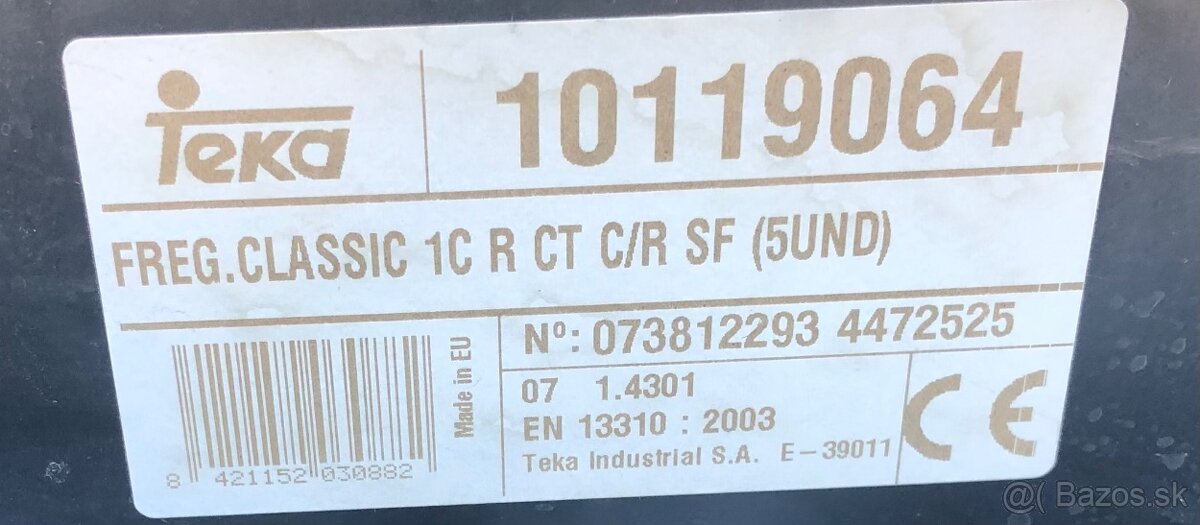 Teka
10119064
FREG.CLASSIC 1C R CT C/R SF (5UND)
Nº: 073812293 4472525
Made in EU
07 1.4301
EN 13310 : 2003
Teka Industrial S.A. E-39011
CE
8 421152 030882
@( Bazos.sk